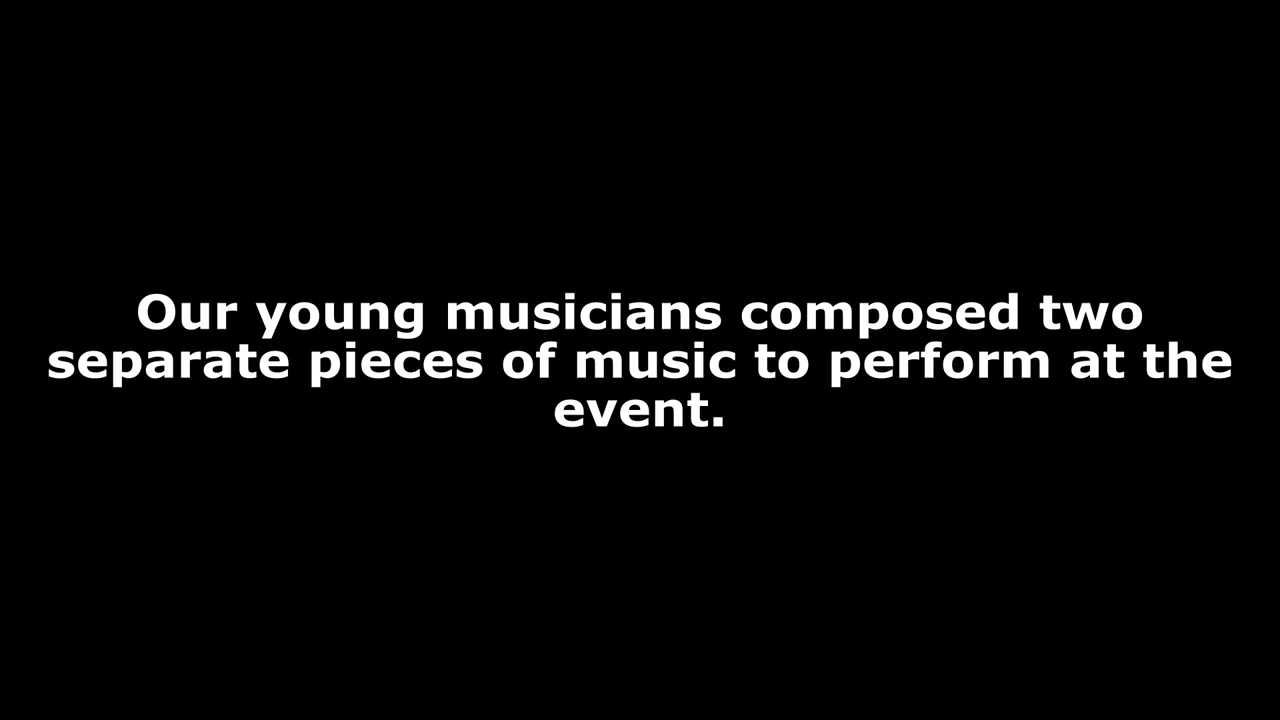 Our young musicians composed two
separate pieces of music to perform at the
event.